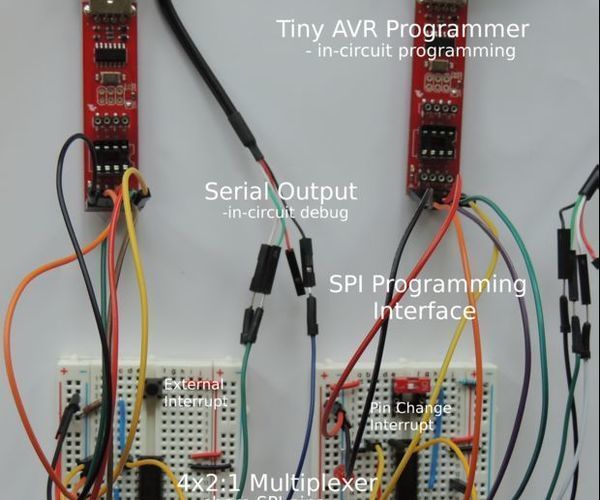 Tiny AVR Programmer
- in-circuit programming
Serial Output
-in-circuit debug
SPI Programming
Interface
External
Interrupt
Pin Change
Interrupt
4x2:1 Multiplexer